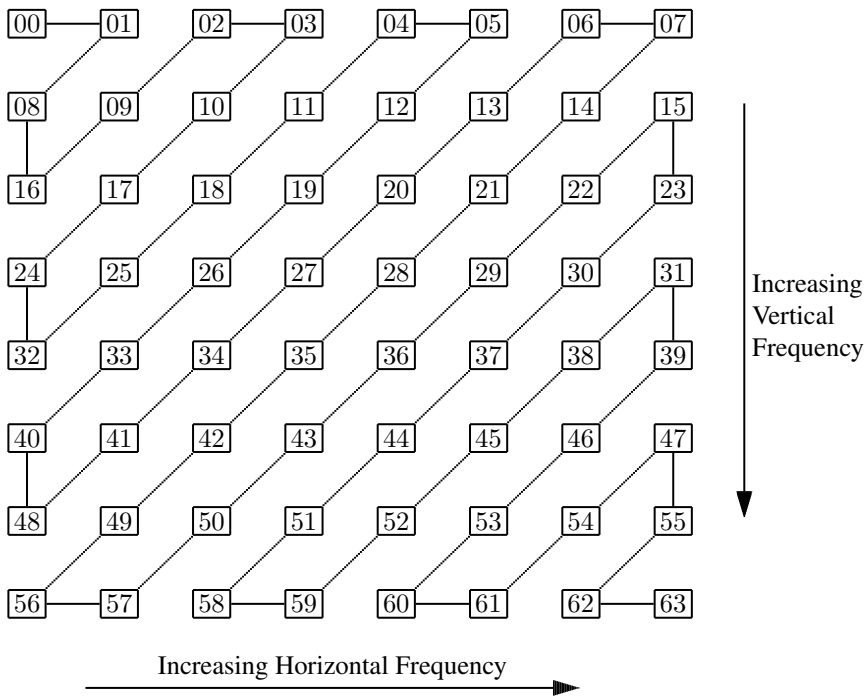 00 01 02 03 04 05 06 07
08 09 10 11 12 13 14 15
16 17 18 19 20 21 22 23
24 25 26 27 28 29 30 31
Increasing
Vertical
Frequency
32 33 34 35 36 37 38 39
40 41 42 43 44 45 46 47
48 49 50 51 52 53 54 55
56 57 58 59 60 61 62 63
Increasing Horizontal Frequency